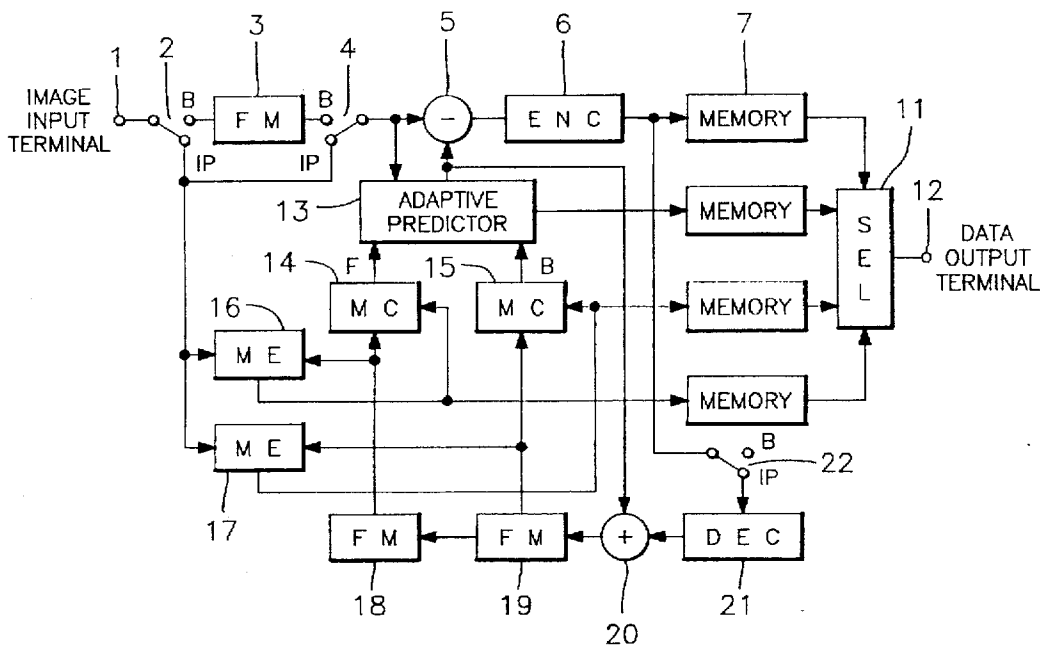 1
2
3
4
5
6
7
IMAGE
INPUT
TERMINAL
B
F M
B
IP
IP
−
E N C
MEMORY
11
12
13
ADAPTIVE
PREDICTOR
MEMORY
S
E
L
DATA
OUTPUT
TERMINAL
14
F
15
B
M C
M C
MEMORY
16
M E
MEMORY
M E
17
B
IP
22
F M
F M
+
D E C
18
19
20
21